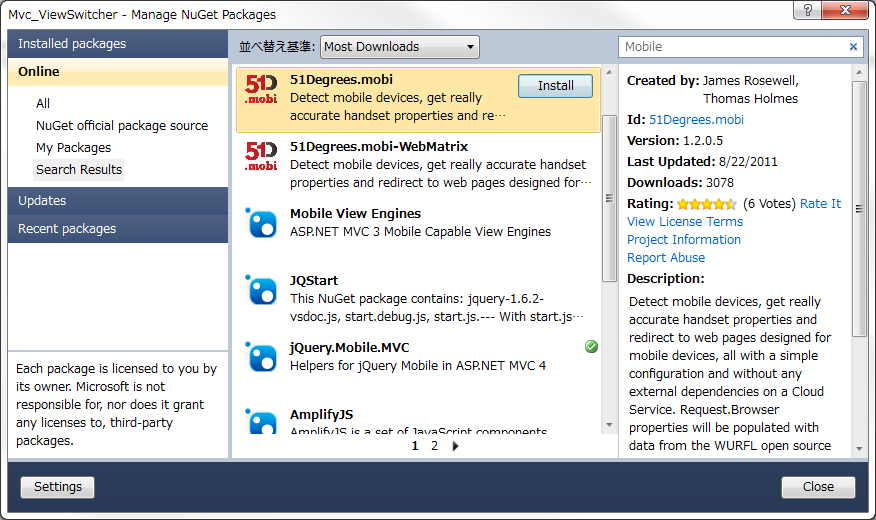 Mvc_ViewSwitcher - Manage NuGet Packages
Installed packages
Online
All
NuGet official package source
My Packages
Search Results
Updates
Recent packages
Each package is licensed to you by
its owner. Microsoft is not
responsible for, nor does it grant
any licenses to, third-party
packages.
並べ替え基準: Most Downloads
51D
.mobi
51Degrees.mobi
Install
Detect mobile devices, get really
accurate handset properties and re…
51D
.mobi
51Degrees.mobi-WebMatrix
Detect mobile devices, get really accurate handset
properties and redirect to web pages designed for…
Mobile View Engines
ASP.NET MVC 3 Mobile Capable View Engines
JQStart
This NuGet package contains: jquery-1.6.2-
vsdoc.js, start.debug.js, start.js.--- With start.js…
jQuery.Mobile.MVC
Helpers for jQuery Mobile in ASP.NET MVC 4
AmplifyJS
AmplifyJS is a set of JavaScript components
1 2
Mobile
Created by: James Rosewell,
Thomas Holmes
Id: 51Degrees.mobi
Version: 1.2.0.5
Last Updated: 8/22/2011
Downloads: 3078
Rating: (6 Votes) Rate It
View License Terms
Project Information
Report Abuse
Description:
Detect mobile devices, get really
accurate handset properties and
redirect to web pages designed for
mobile devices, all with a simple
configuration and without any
external dependencies on a Cloud
Service. Request.Browser
properties will be populated with
data from the WURFL open source
Settings
Close